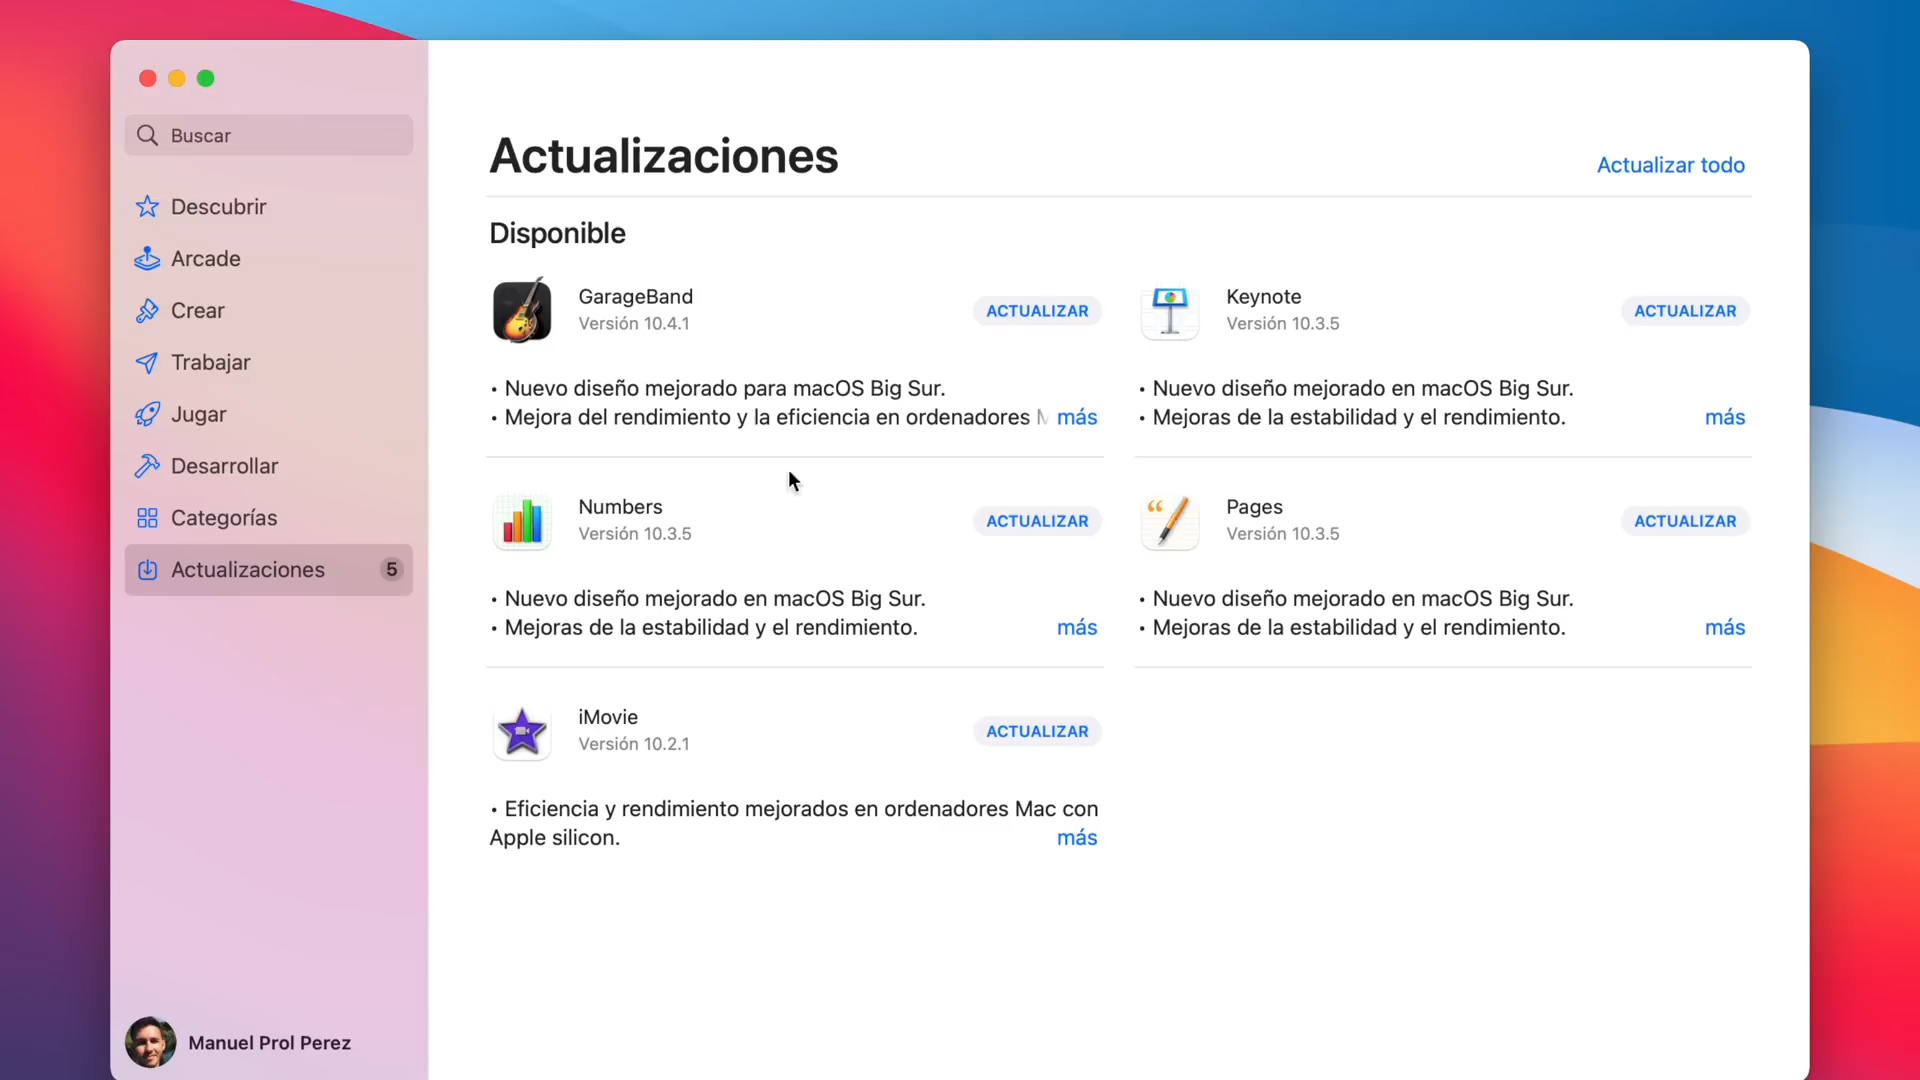 Buscar
Descubrir
Arcade
Crear
Trabajar
Jugar
Desarrollar
Categorías
Actualizaciones 5
Manuel Prol Perez
Actualizaciones
Actualizar todo
Disponible
GarageBand
Versión 10.4.1
ACTUALIZAR
• Nuevo diseño mejorado para macOS Big Sur.
• Mejora del rendimiento y la eficiencia en ordenadores más
Keynote
Versión 10.3.5
ACTUALIZAR
• Nuevo diseño mejorado en macOS Big Sur.
• Mejoras de la estabilidad y el rendimiento. más
Numbers
Versión 10.3.5
ACTUALIZAR
• Nuevo diseño mejorado en macOS Big Sur.
• Mejoras de la estabilidad y el rendimiento. más
Pages
Versión 10.3.5
ACTUALIZAR
• Nuevo diseño mejorado en macOS Big Sur.
• Mejoras de la estabilidad y el rendimiento. más
iMovie
Versión 10.2.1
ACTUALIZAR
• Eficiencia y rendimiento mejorados en ordenadores Mac con
Apple silicon. más